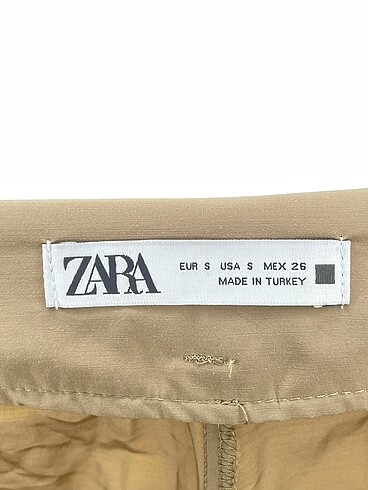 ZARA
EUR S USA S MEX 26
MADE IN TURKEY